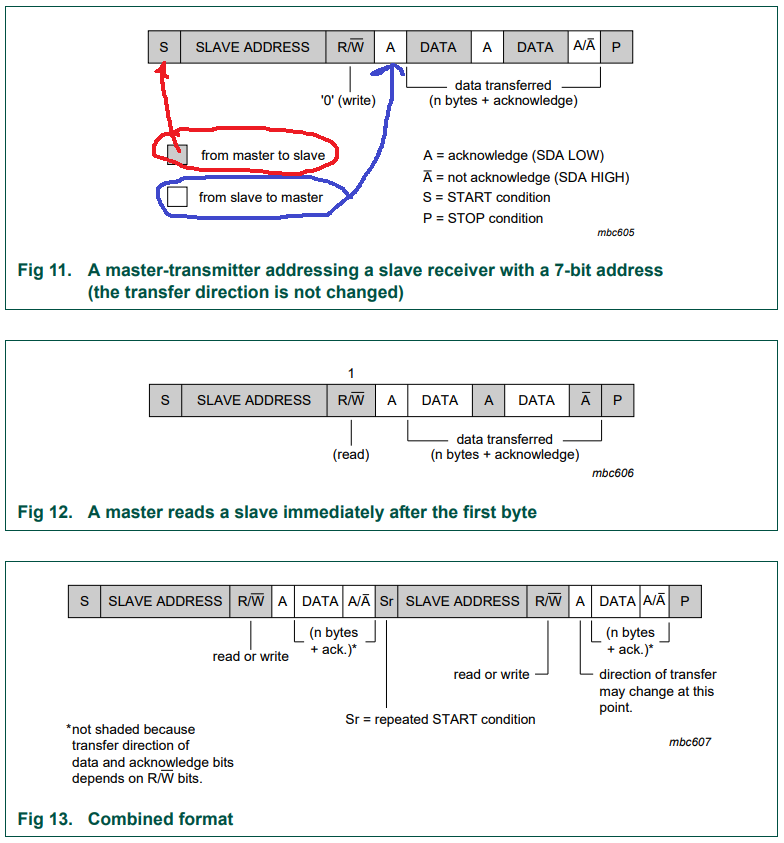 S SLAVE ADDRESS R/W̅ A DATA A DATA A/A̅ P
'0' (write)
data transferred
(n bytes + acknowledge)
from master to slave
from slave to master
A = acknowledge (SDA LOW)
A̅ = not acknowledge (SDA HIGH)
S = START condition
P = STOP condition
mbc605
Fig 11. A master-transmitter addressing a slave receiver with a 7-bit address
(the transfer direction is not changed)
1
S SLAVE ADDRESS R/W̅ A DATA A DATA A̅ P
(read)
data transferred
(n bytes + acknowledge)
mbc606
Fig 12. A master reads a slave immediately after the first byte
S SLAVE ADDRESS R/W̅ A DATA A/A̅ Sr SLAVE ADDRESS R/W̅ A DATA A/A̅ P
read or write
(n bytes
+ ack.)*
read or write
(n bytes
+ ack.)*
direction of transfer
may change at this
point.
Sr = repeated START condition
*not shaded because
transfer direction of
data and acknowledge bits
depends on R/W̅ bits.
mbc607
Fig 13. Combined format